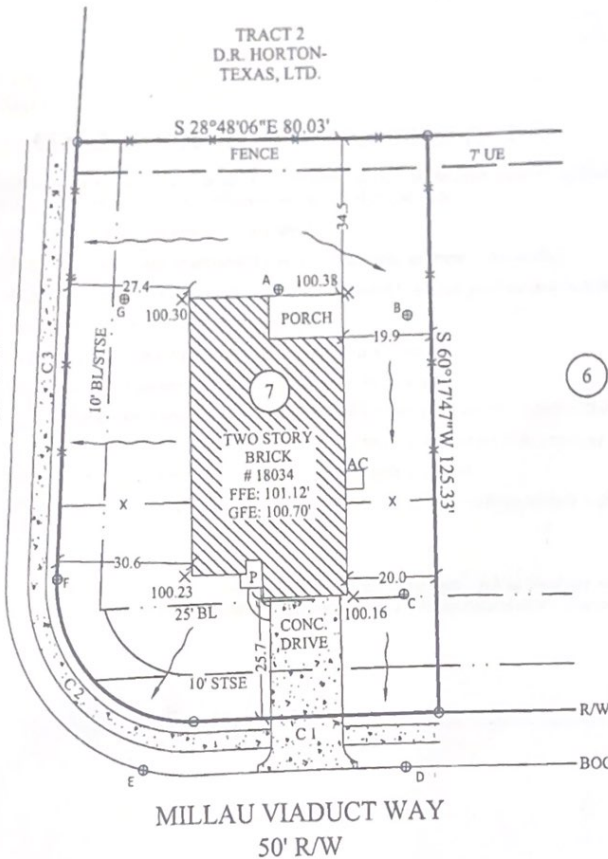 TRACT 2
D.R. HORTON-
TEXAS, LTD.
S 28°48'06"E 80.03'
FENCE
7' UE
34.5
27.4
A
100.38
G
100.30
PORCH
B
19.9
C 3
10' BL/STSE
7
S 60°17'47"W 125.33'
6
TWO STORY
BRICK
# 18034
FFE: 101.12'
GFE: 100.70'
AC
X
X
30.6
F
P
20.0
100.23
C
25' BL
100.16
25.7
CONC.
DRIVE
10' STSE
C 2
C 1
R/W
BOC
E
D
MILLAU VIADUCT WAY
50' R/W